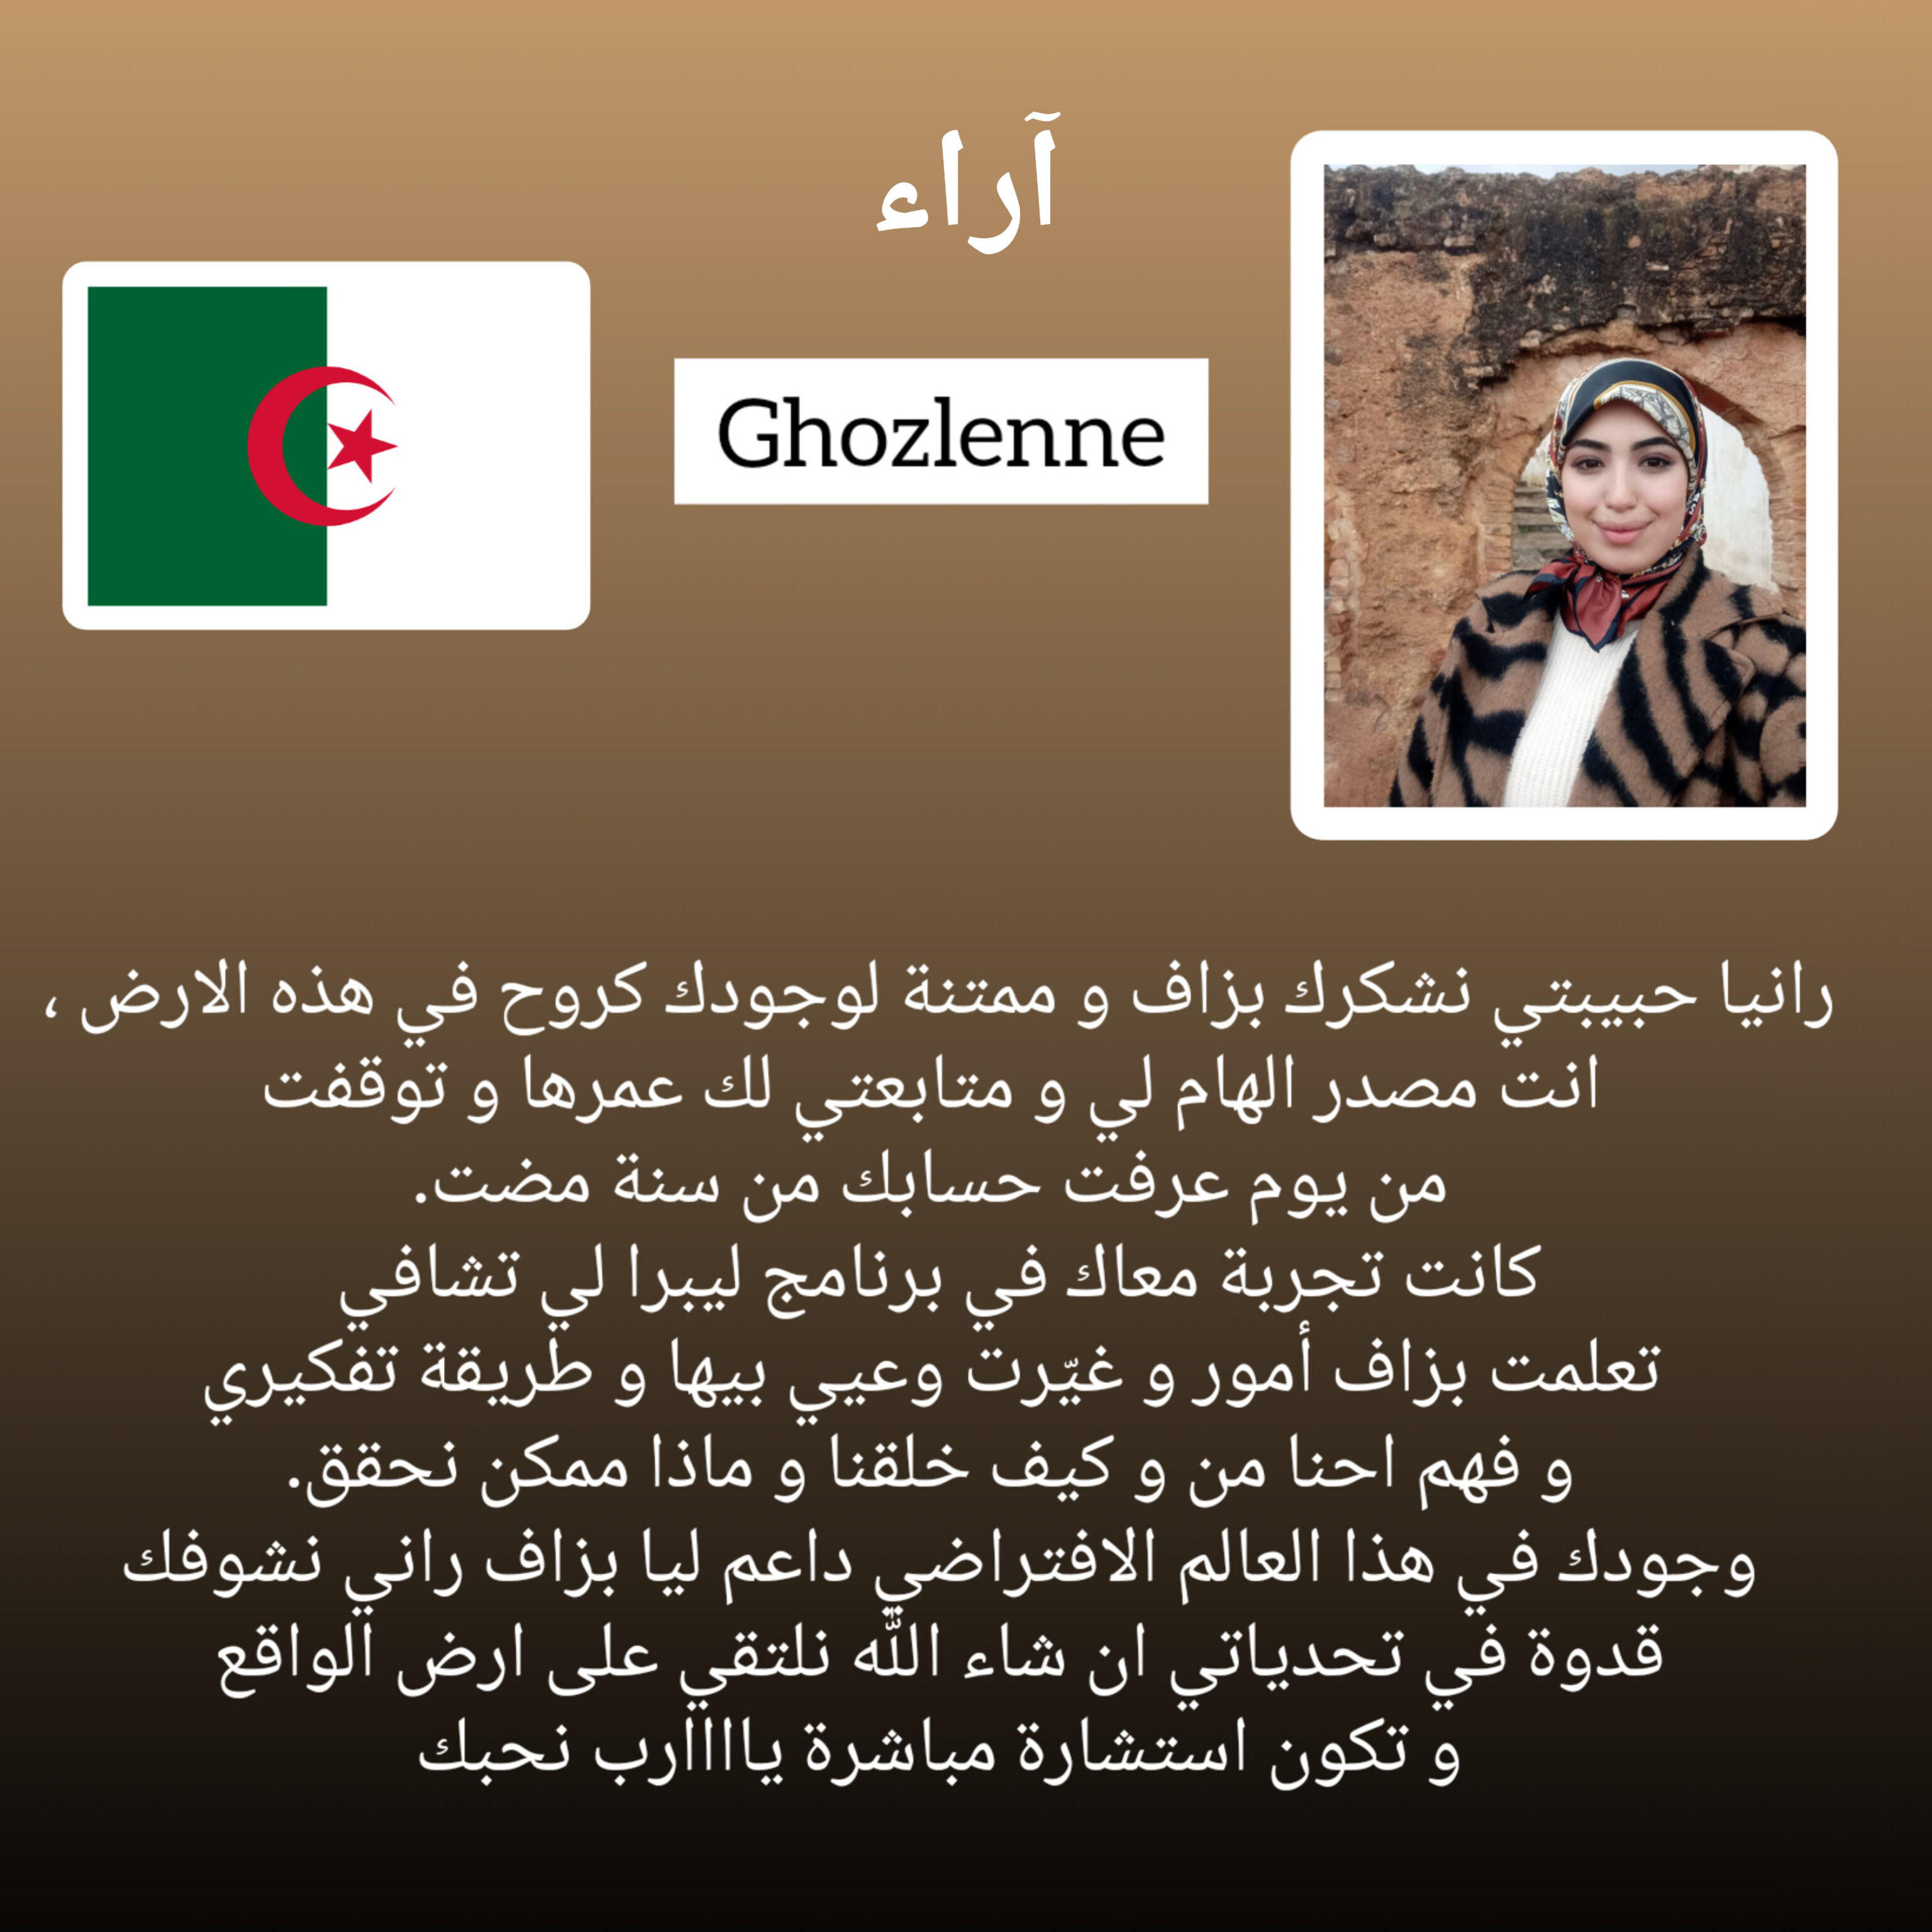 آراء
Ghozlenne
رانيا حبيبتي نشكرك بزاف و ممتنة لوجودك كروح في هذه الارض ،
انت مصدر الهام لي و متابعتي لك عمرها و توقفت
من يوم عرفت حسابك من سنة مضت.
كانت تجربة معاك في برنامج ليبرا لي تشافي
تعلمت بزاف أمور و غيّرت وعيي بيها و طريقة تفكيري
و فهم احنا من و كيف خلقنا و ماذا ممكن نحقق.
وجودك في هذا العالم الافتراضي داعم ليا بزاف راني نشوفك
قدوة في تحدياتي ان شاء الله نلتقي على ارض الواقع
و تكون استشارة مباشرة ياااارب نحبك